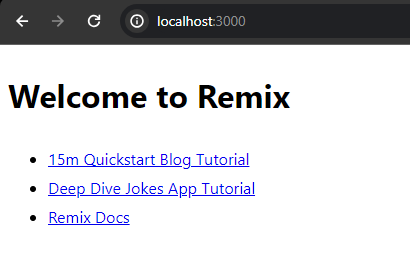 localhost:3000
Welcome to Remix
15m Quickstart Blog Tutorial
Deep Dive Jokes App Tutorial
Remix Docs